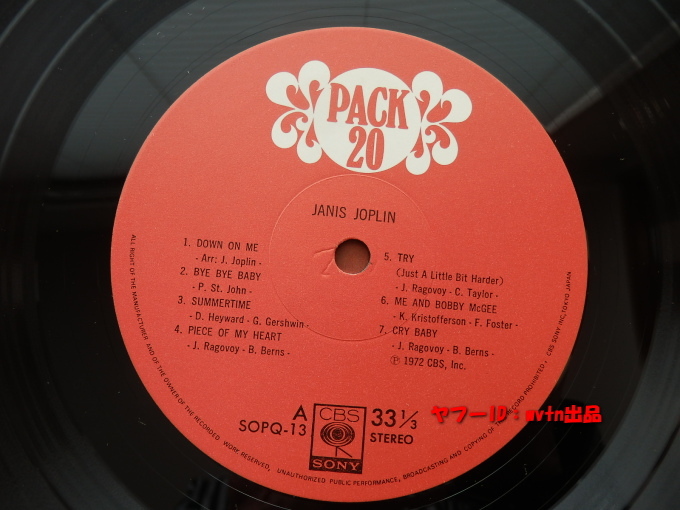 PACK
20
JANIS JOPLIN
1. DOWN ON ME
- Arr: J. Joplin -
2. BYE BYE BABY
- P. St. John -
3. SUMMERTIME
- D. Heyward - G. Gershwin -
4. PIECE OF MY HEART
- J. Ragovoy - B. Berns -
5. TRY
(Just A Little Bit Harder)
- J. Ragovoy - C. Taylor -
6. ME AND BOBBY McGEE
- K. Kristofferson - F. Foster -
7. CRY BABY
- J. Ragovoy - B. Berns -
Ⓟ 1972 CBS, Inc.
A
SOPQ-13
CBS
SONY
33 1/3
STEREO
ヤフーID：avtn出品
ALL RIGHT OF THE MANUFACTURER AND OF THE OWNER OF THE RECORDED WORK RESERVED, UNAUTHORIZED PUBLIC PERFORMANCE, BROADCASTING AND COPYING OF THE RECORD PROHIBITED, CBS SONY INC, TOKYO JAPAN